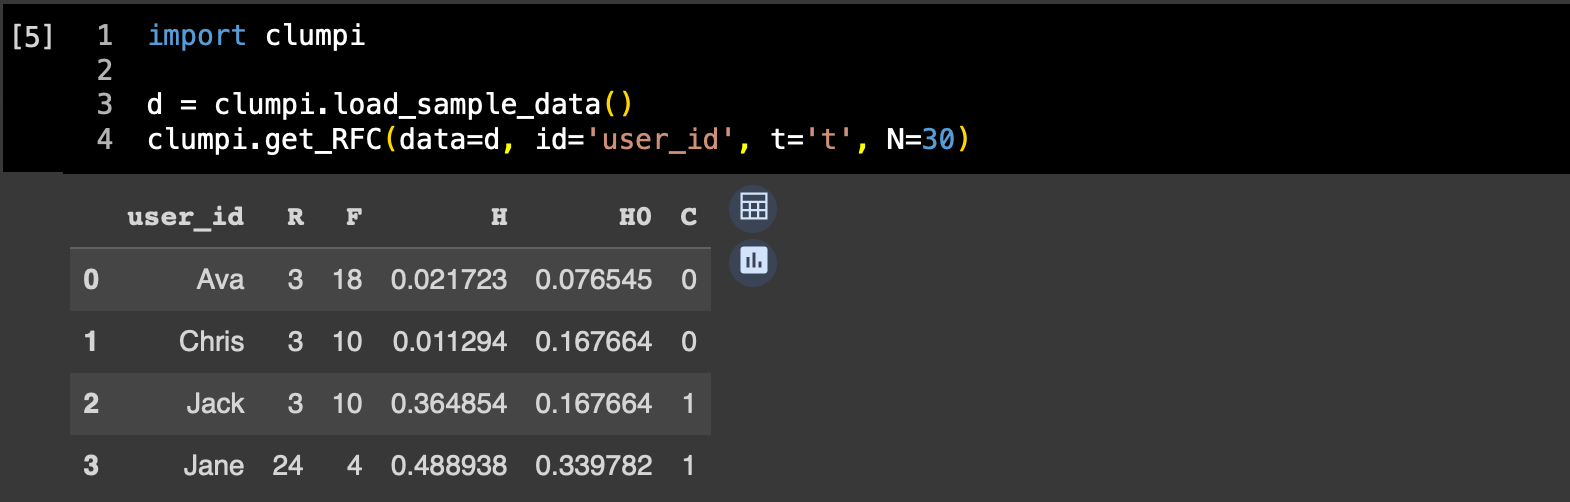 [5] 1 import clumpi
2
3 d = clumpi.load_sample_data()
4 clumpi.get_RFC(data=d, id='user_id', t='t', N=30)
user_id R F H H0 C
0 Ava 3 18 0.021723 0.076545 0
1 Chris 3 10 0.011294 0.167664 0
2 Jack 3 10 0.364854 0.167664 1
3 Jane 24 4 0.488938 0.339782 1